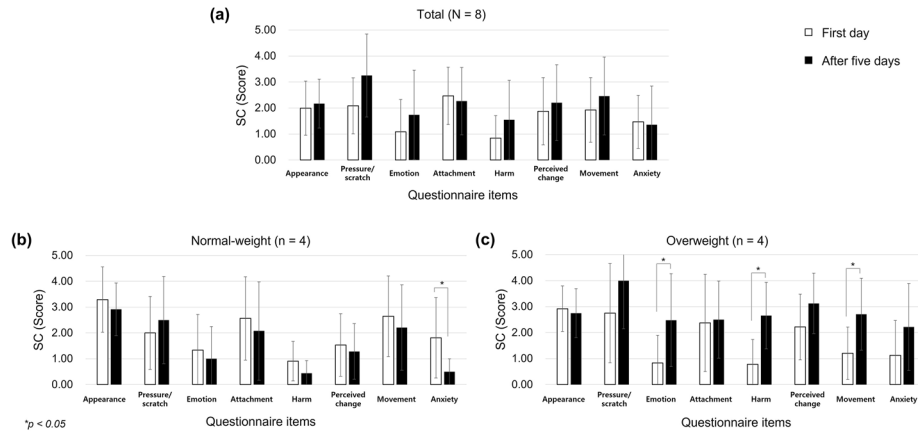 (a)
Total (N = 8)
First day
After five days
SC (Score)
5.00
4.00
3.00
2.00
1.00
0.00
Appearance
Pressure/
scratch
Emotion
Attachment
Harm
Perceived
change
Movement
Anxiety
Questionnaire items
(b)
Normal-weight (n = 4)
SC (Score)
5.00
4.00
3.00
2.00
1.00
0.00
*
Appearance
Pressure/
scratch
Emotion
Attachment
Harm
Perceived
change
Movement
Anxiety
Questionnaire items
*p < 0.05
(c)
Overweight (n = 4)
SC (Score)
5.00
4.00
3.00
2.00
1.00
0.00
*
*
*
Appearance
Pressure/
scratch
Emotion
Attachment
Harm
Perceived
change
Movement
Anxiety
Questionnaire items